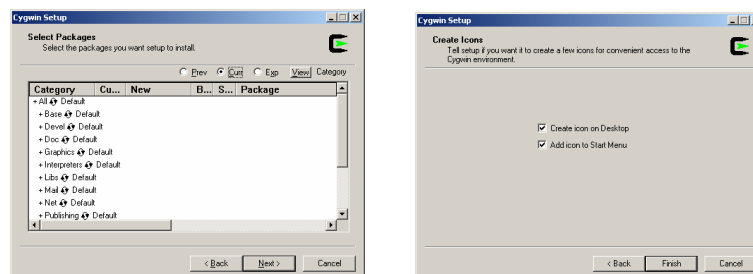 Cygwin Setup
Select Packages
Select the packages you want setup to install.
Prev Curr Exp View Category
Category Cu... New B... S... Package
+ All Default
+ Base Default
+ Devel Default
+ Doc Default
+ Graphics Default
+ Interpreters Default
+ Libs Default
+ Mail Default
+ Net Default
+ Publishing Default
< Back Next > Cancel
Cygwin Setup
Create Icons
Tell setup if you want it to create a few icons for convenient access to the
Cygwin environment.
Create icon on Desktop
Add icon to Start Menu
< Back Finish Cancel